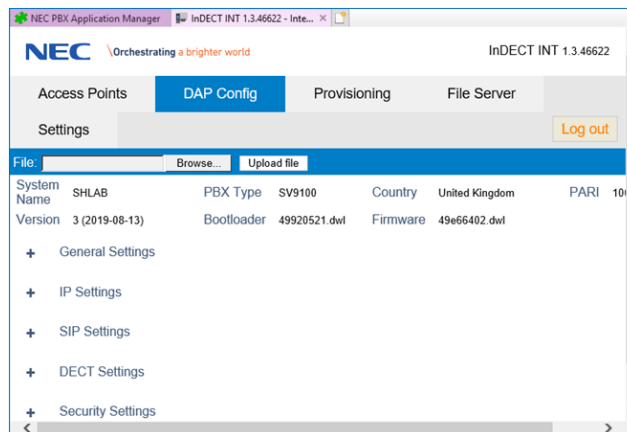 NEC PBX Application Manager InDECT INT 1.3.46622 - Inte...
NEC Orchestrating a brighter world InDECT INT 1.3.46622
Access Points DAP Config Provisioning File Server
Settings Log out
File: Browse... Upload file
System Name SHLAB PBX Type SV9100 Country United Kingdom PARI
Version 3 (2019-08-13) Bootloader 49920521.dwl Firmware 49e66402.dwl
+ General Settings
+ IP Settings
+ SIP Settings
+ DECT Settings
+ Security Settings